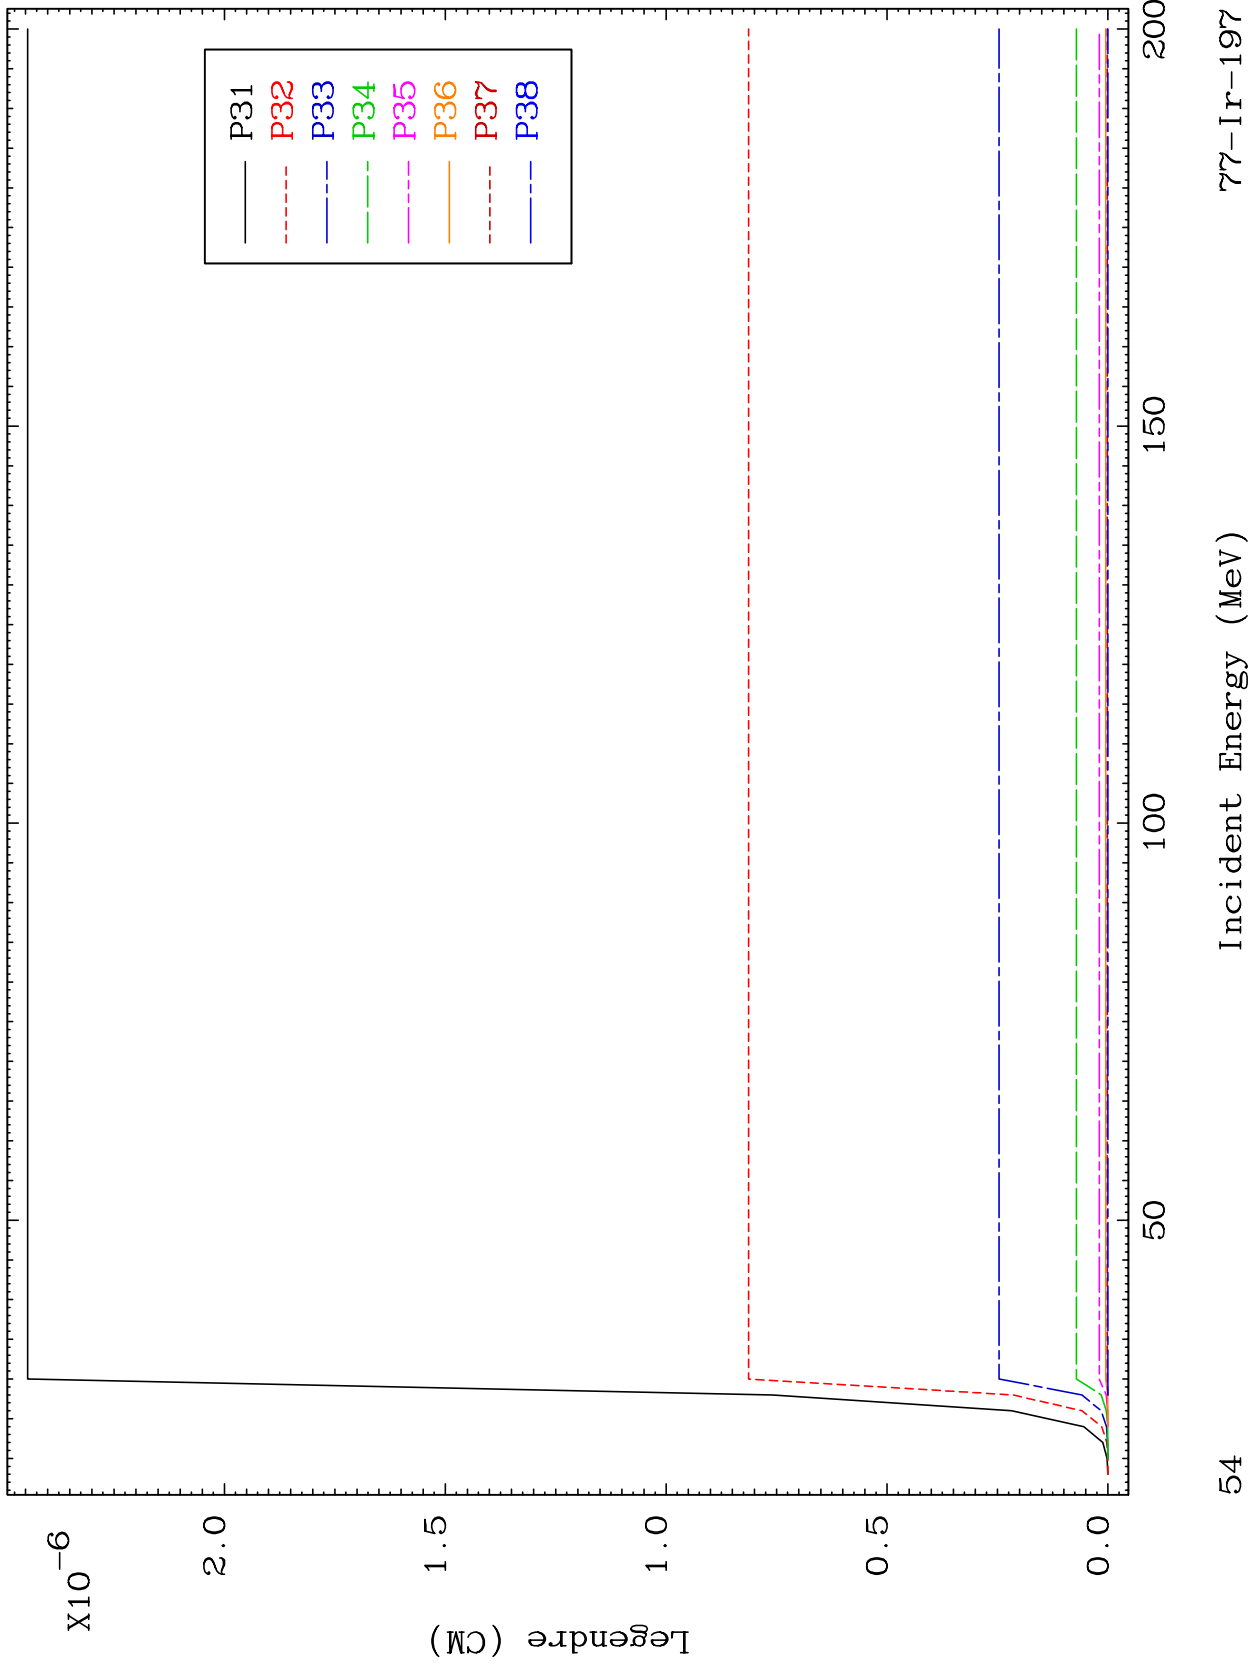 X10-6
Legendre (CM)
2.0
1.5
1.0
0.5
0.0
P31
P32
P33
P34
P35
P36
P37
P38
50
100
150
200
54
Incident Energy (MeV)
77-Ir-197